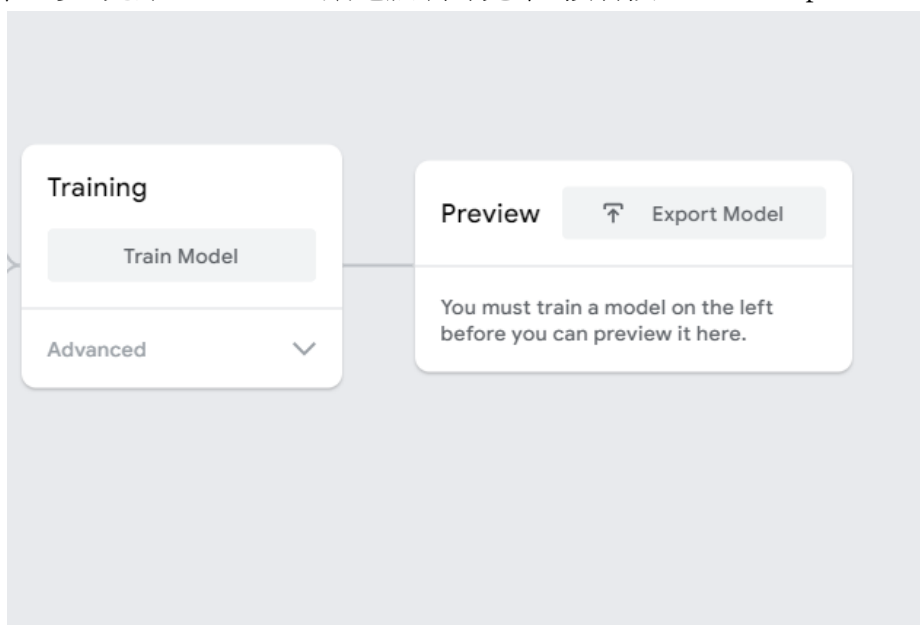 Training
Train Model
Advanced
Preview
Export Model
You must train a model on the left
before you can preview it here.